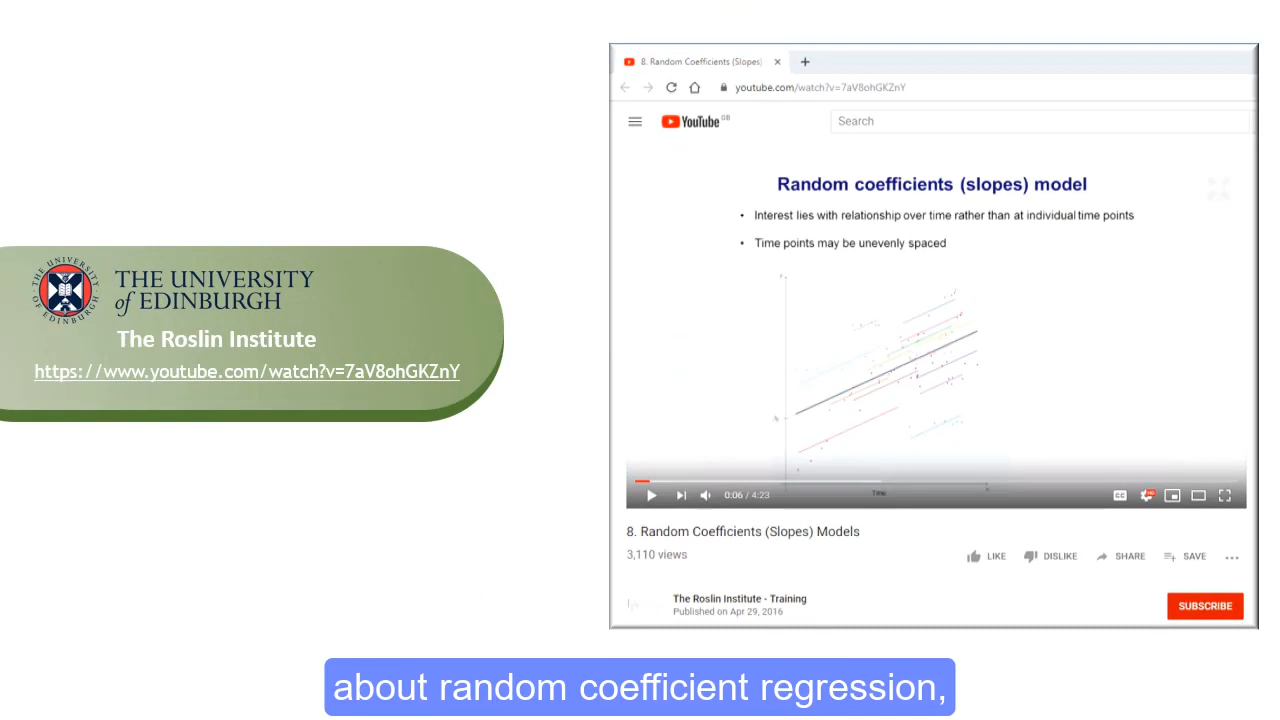 THE UNIVERSITY
of EDINBURGH
The Roslin Institute
https://www.youtube.com/watch?v=7aV8ohGKZnY
8. Random Coefficients (Slopes)
youtube.com/watch?v=7aV8ohGKZnY
YouTube GB
Search
Random coefficients (slopes) model
• Interest lies with relationship over time rather than at individual time points
• Time points may be unevenly spaced
Time
0:06 / 4:23
CC
HD
8. Random Coefficients (Slopes) Models
3,110 views
LIKE DISLIKE SHARE SAVE
The Roslin Institute - Training
Published on Apr 29, 2016
SUBSCRIBE
about random coefficient regression,